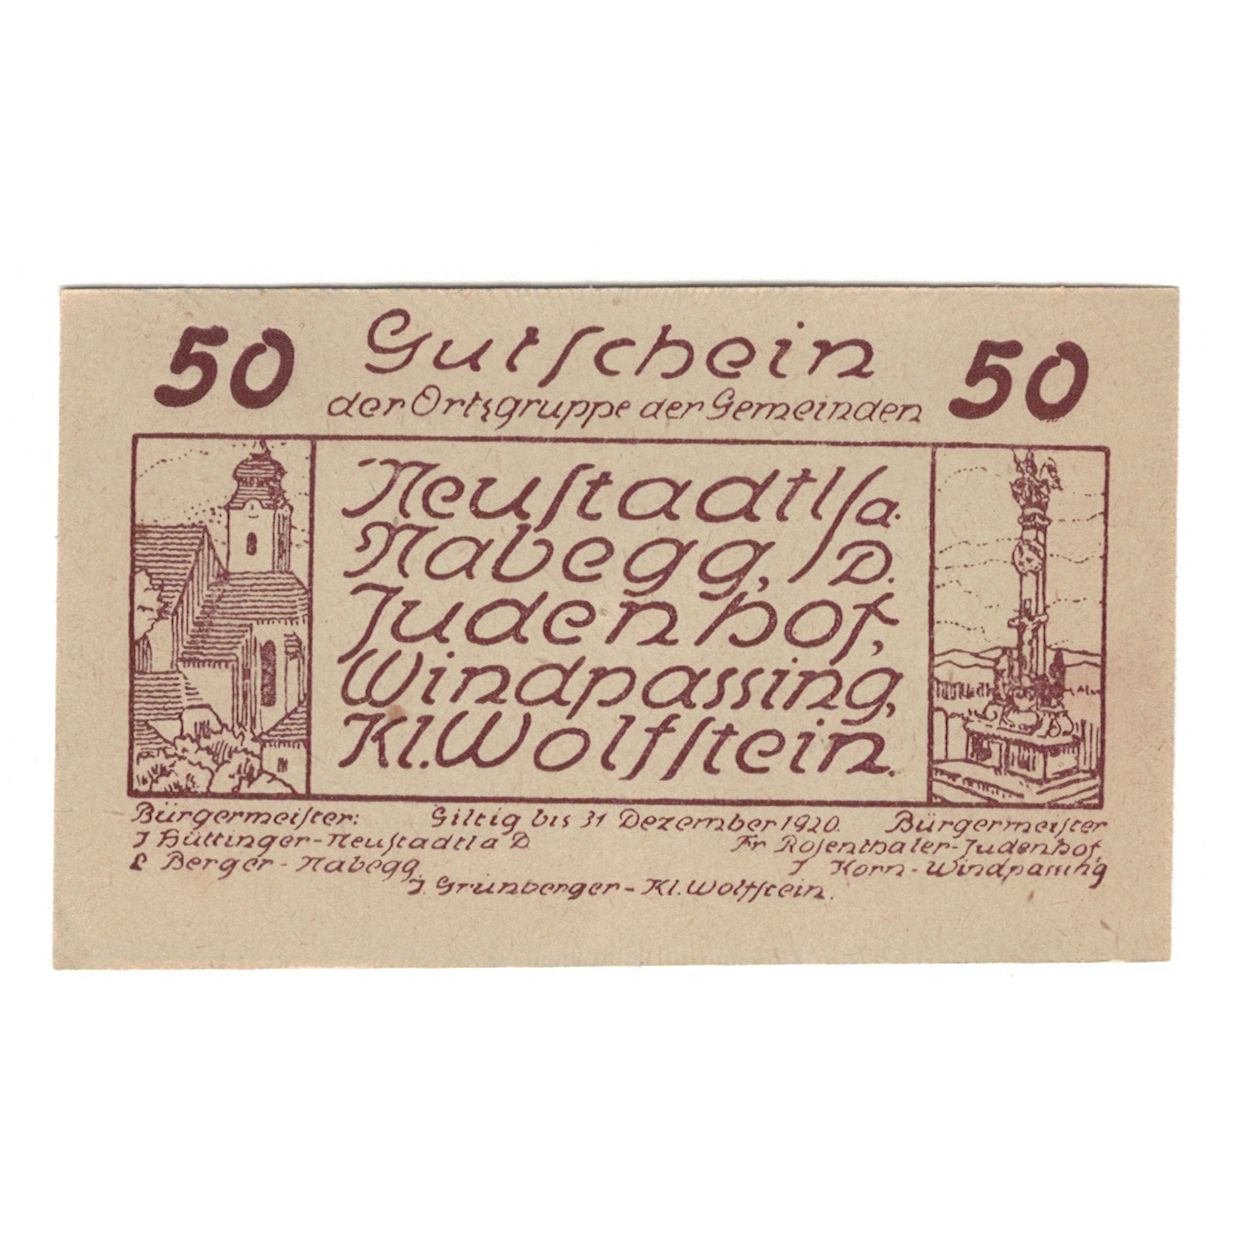 50 Gutſchein 50
der Ortsgruppe der Gemeinden
Neuſtadtl/a.
Nabegg, /D.
Judenhof,
Windpassing,
Kl. Wolfſtein.
Bürgermeiſter: Giltig bis 31 Dezember 1920. Bürgermeiſter
J Hüttinger-Neuſtadtl a D Fr Roſenthaler-Judenhof,
L Berger-Nabegg, J Korn-Windpassing
J. Grünberger-Kl. Wolfſtein.